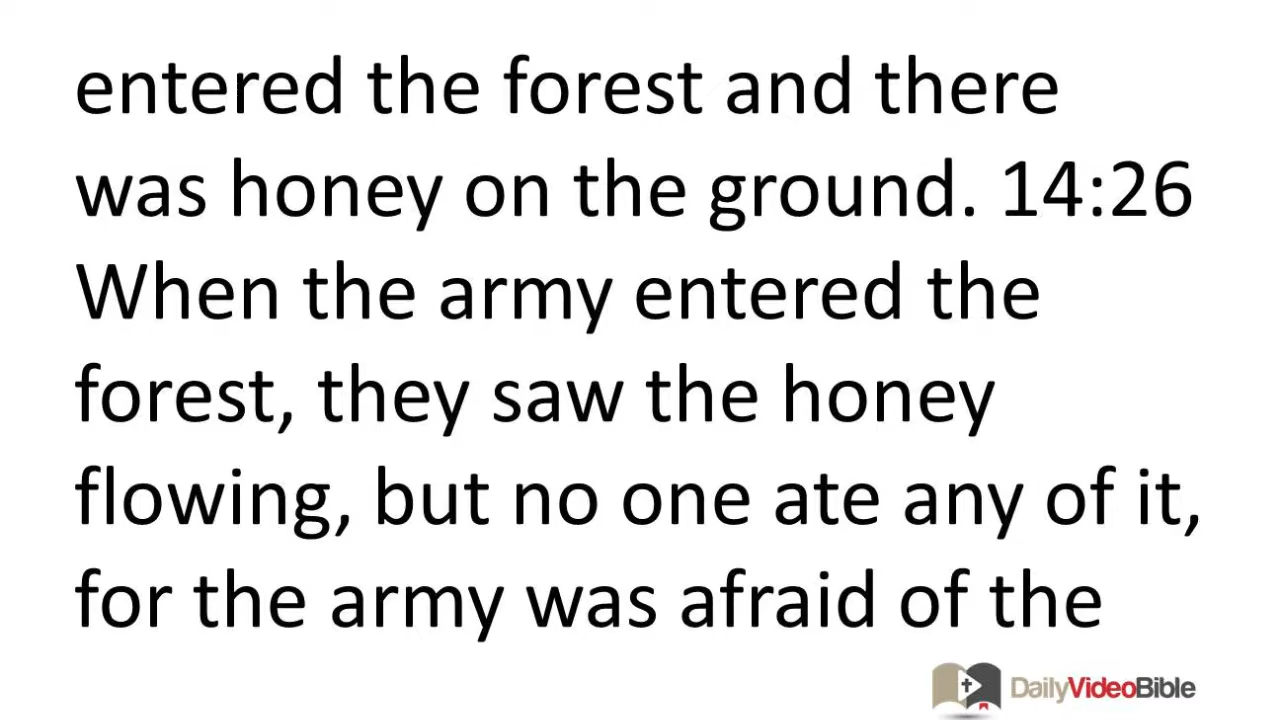 entered the forest and there
was honey on the ground. 14:26
When the army entered the
forest, they saw the honey
flowing, but no one ate any of it,
for the army was afraid of the
DailyVideoBible